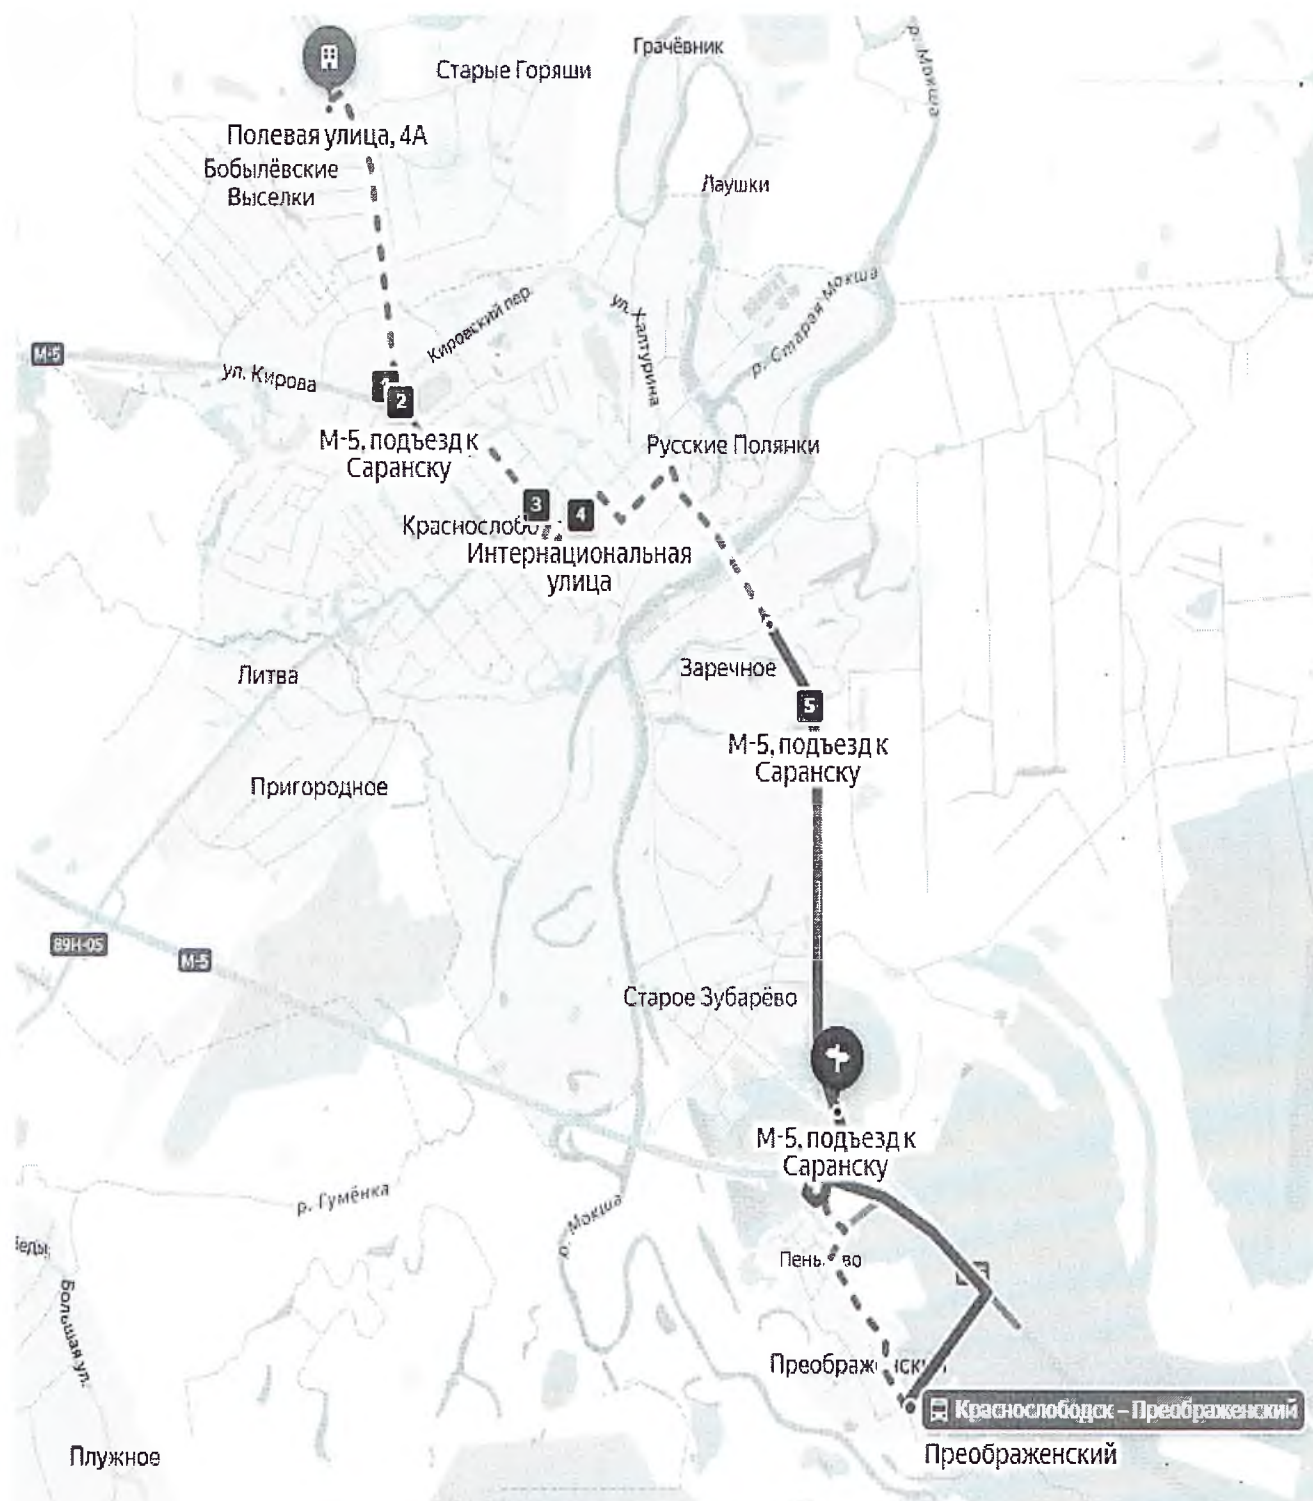 Грачёвник
Старые Горяши
р. Мокша
Полевая улица, 4А
Бобылёвские
Выселки
Лаушки
Кировский пер.
ул. Халтурина
р. Старая Мокша
М-5
ул. Кирова
1
2
М-5, подъезд к
Саранску
Русские Полянки
3
4
Краснослобо
Интернациональная
улица
Литва
Заречное
5
М-5, подъезд к
Саранску
Пригородное
89Н-05
М-5
Старое Зубарёво
М-5, подъезд к
Саранску
р. Гумёнка
р. Мокша
Большая ул.
Преображенский
Краснослободск – Преображенский
Преображенский
Плужное